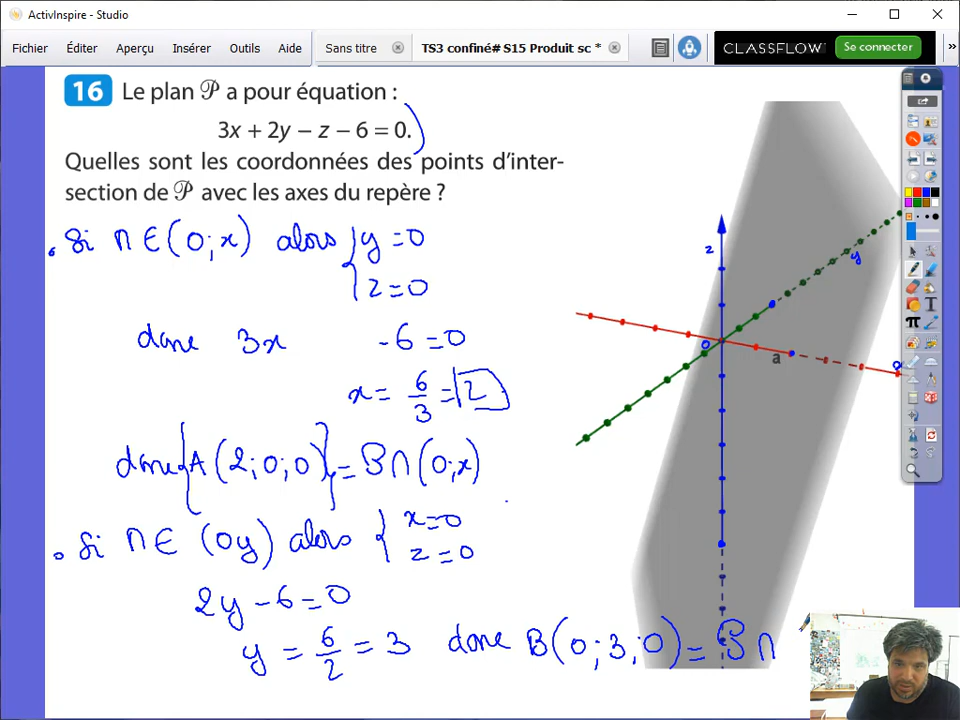 ActivInspire - Studio
Fichier Éditer Aperçu Insérer Outils Aide Sans titre TS3 confiné# S15 Produit sc * CLASSFLOW Se connecter »
16 Le plan 𝒫 a pour équation :
3x + 2y − z − 6 = 0.
Quelles sont les coordonnées des points d'inter-
section de 𝒫 avec les axes du repère ?
• Si M ∈ (O;x) alors { y = 0
z = 0
donc 3x - 6 = 0
x = 6/3 = 2
donc {A (2;0;0)} = P ∩ (O;x)
• Si M ∈ (Oy) alors { x = 0
z = 0
2y - 6 = 0
y = 6/2 = 3 donc B(0;3;0) = P ∩
z
y
O
a
x